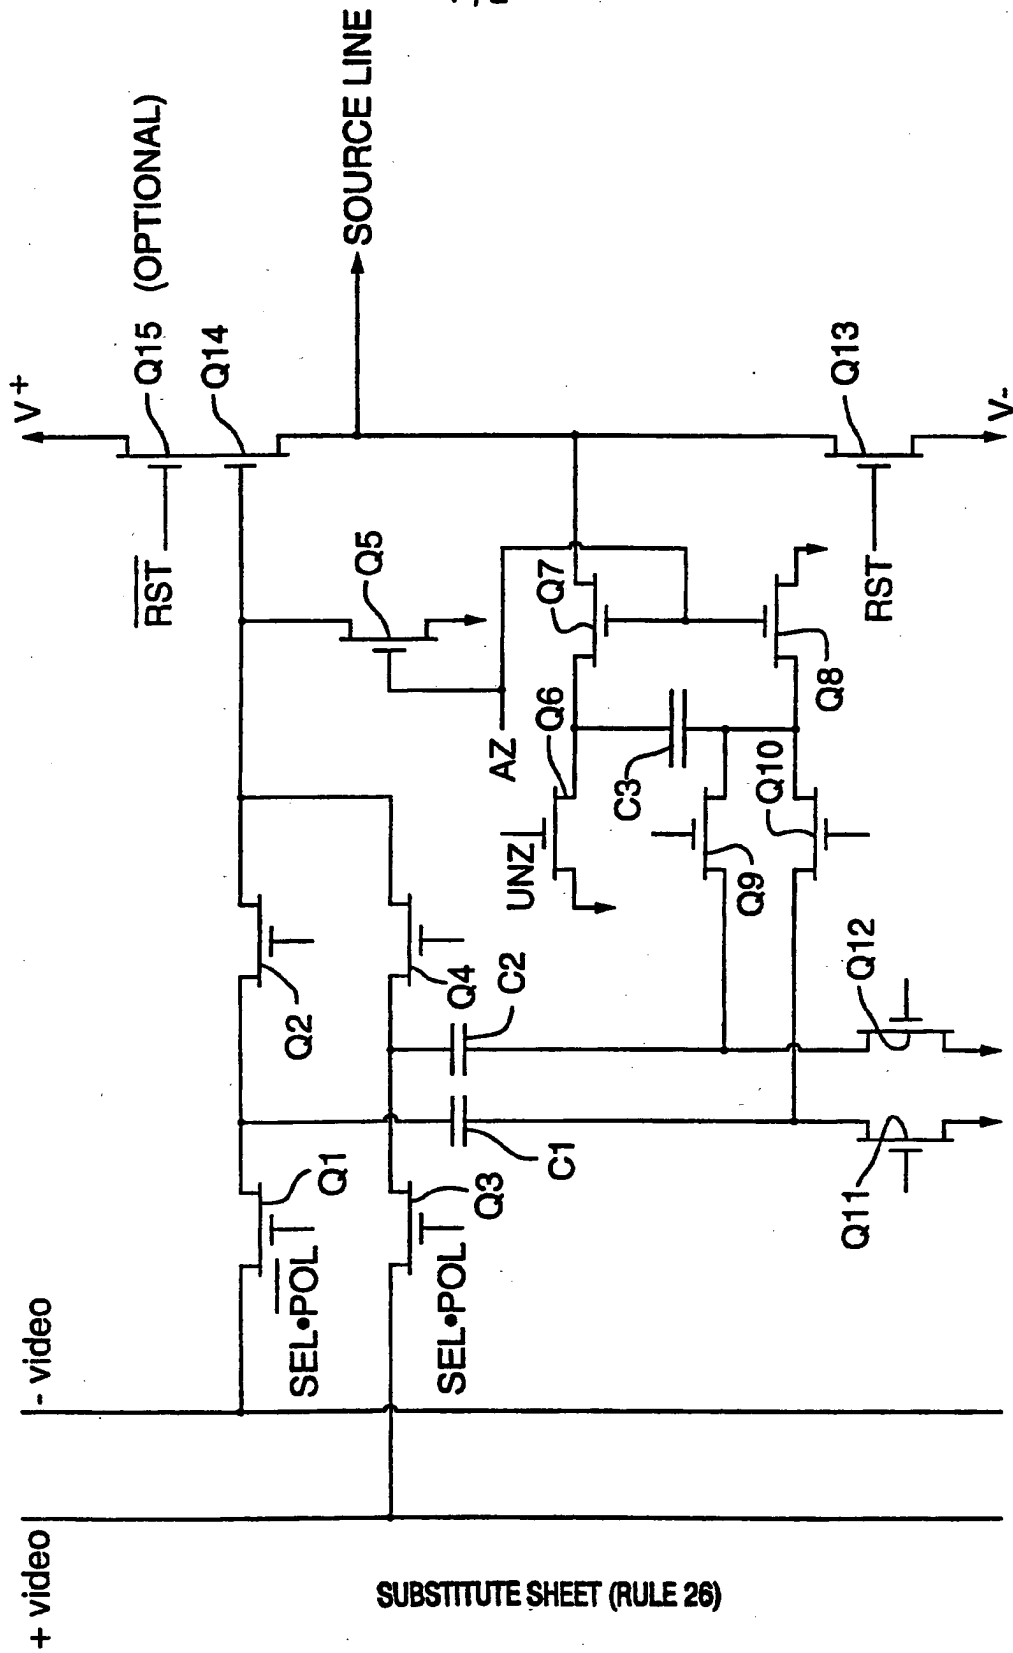 + video
- video
V+
Q15 (OPTIONAL)
RST
Q14
SOURCE LINE
Q5
AZ
Q2
Q1
SEL•POL
Q4
Q3
SEL•POL
C2
C1
UNZ
Q6
Q7
C3
Q8
Q9
Q10
RST
Q13
Q12
Q11
V-
SUBSTITUTE SHEET (RULE 26)